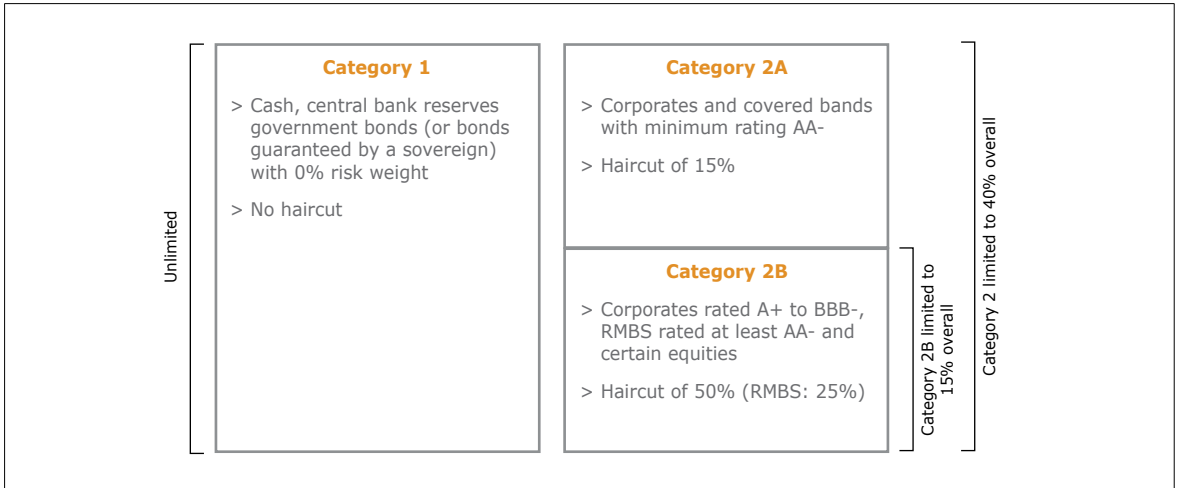 Unlimited
Category 1
> Cash, central bank reserves
government bonds (or bonds
guaranteed by a sovereign)
with 0% risk weight
> No haircut
Category 2A
> Corporates and covered bands
with minimum rating AA-
> Haircut of 15%
Category 2B
> Corporates rated A+ to BBB-,
RMBS rated at least AA- and
certain equities
> Haircut of 50% (RMBS: 25%)
Category 2B limited to
15% overall
Category 2 limited to 40% overall